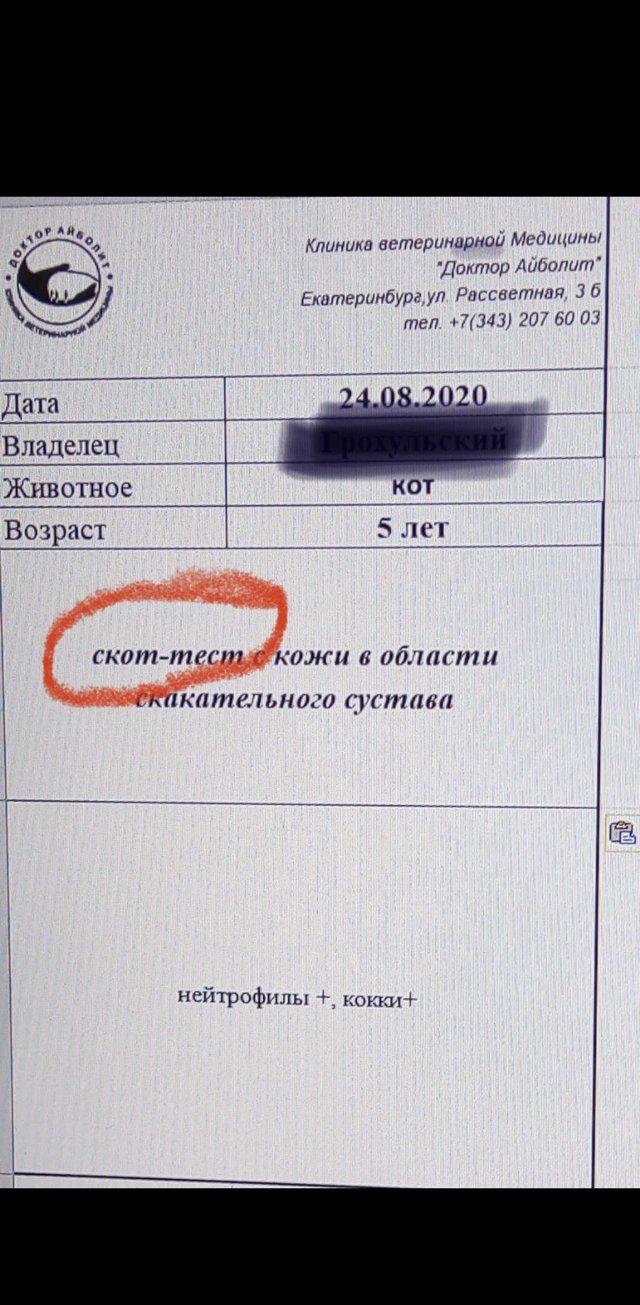 • ДОКТОР АЙБОЛИТ •
КЛИНИКА ВЕТЕРИНАРНОЙ МЕДИЦИНЫ
Клиника ветеринарной Медицины
"Доктор Айболит"
Екатеринбург,ул. Рассветная, 3 б
тел. +7(343) 207 60 03
Дата 24.08.2020
Владелец
Животное кот
Возраст 5 лет
скот-тест с кожи в области
скакательного сустава
нейтрофилы +, кокки+